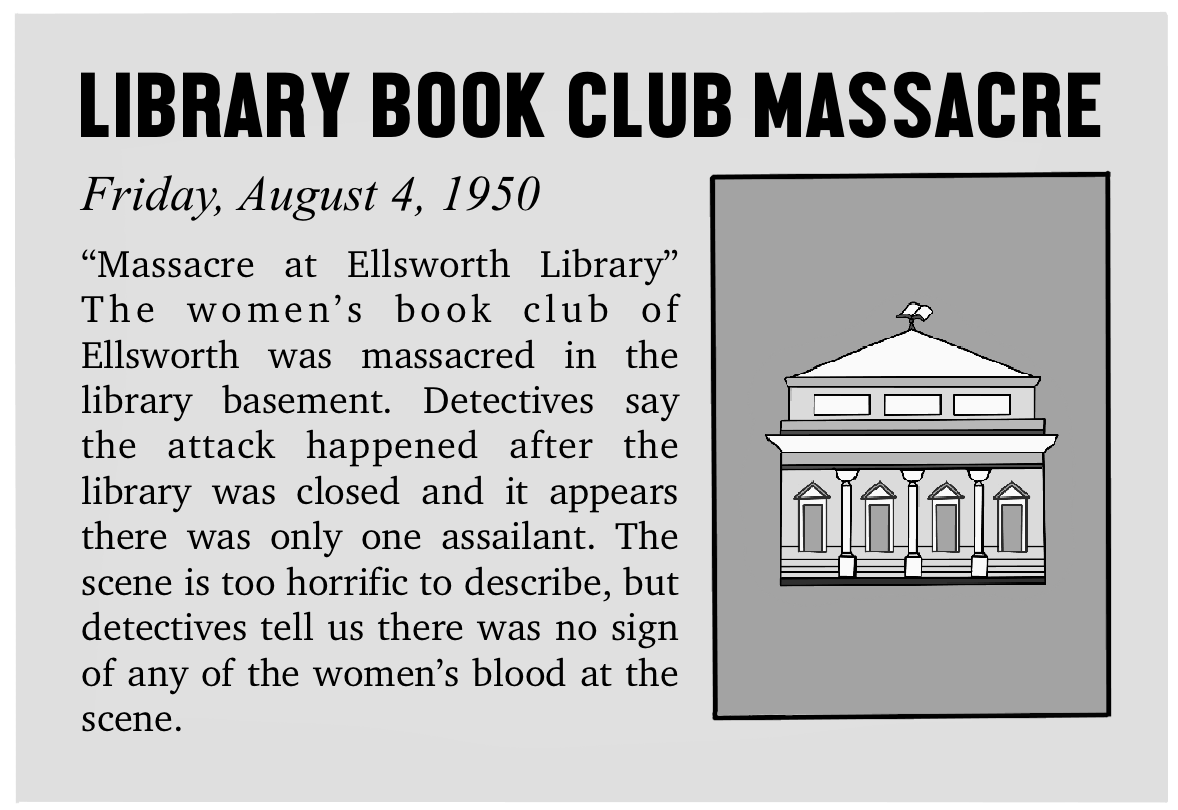 LIBRARY BOOK CLUB MASSACRE
Friday, August 4, 1950
“Massacre at Ellsworth Library”
The women’s book club of
Ellsworth was massacred in the
library basement. Detectives say
the attack happened after the
library was closed and it appears
there was only one assailant. The
scene is too horrific to describe, but
detectives tell us there was no sign
of any of the women’s blood at the
scene.